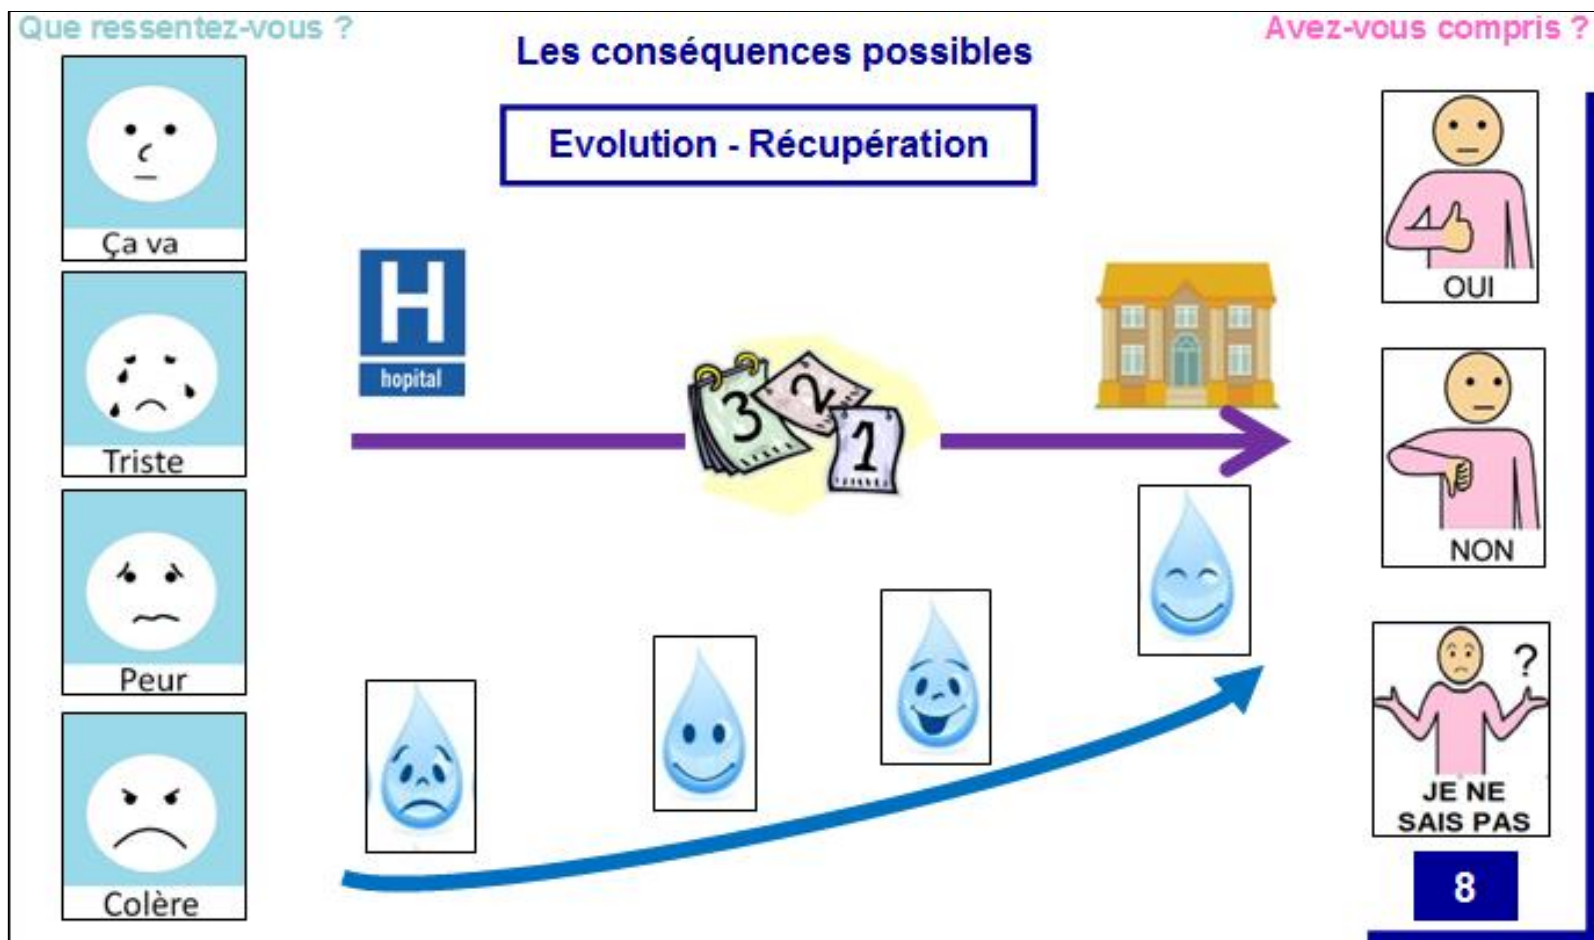 Que ressentez-vous ?
Les conséquences possibles
Avez-vous compris ?
Evolution - Récupération
Ça va
Triste
Peur
Colère
H
hopital
3
2
1
OUI
NON
?
JE NE
SAIS PAS
8